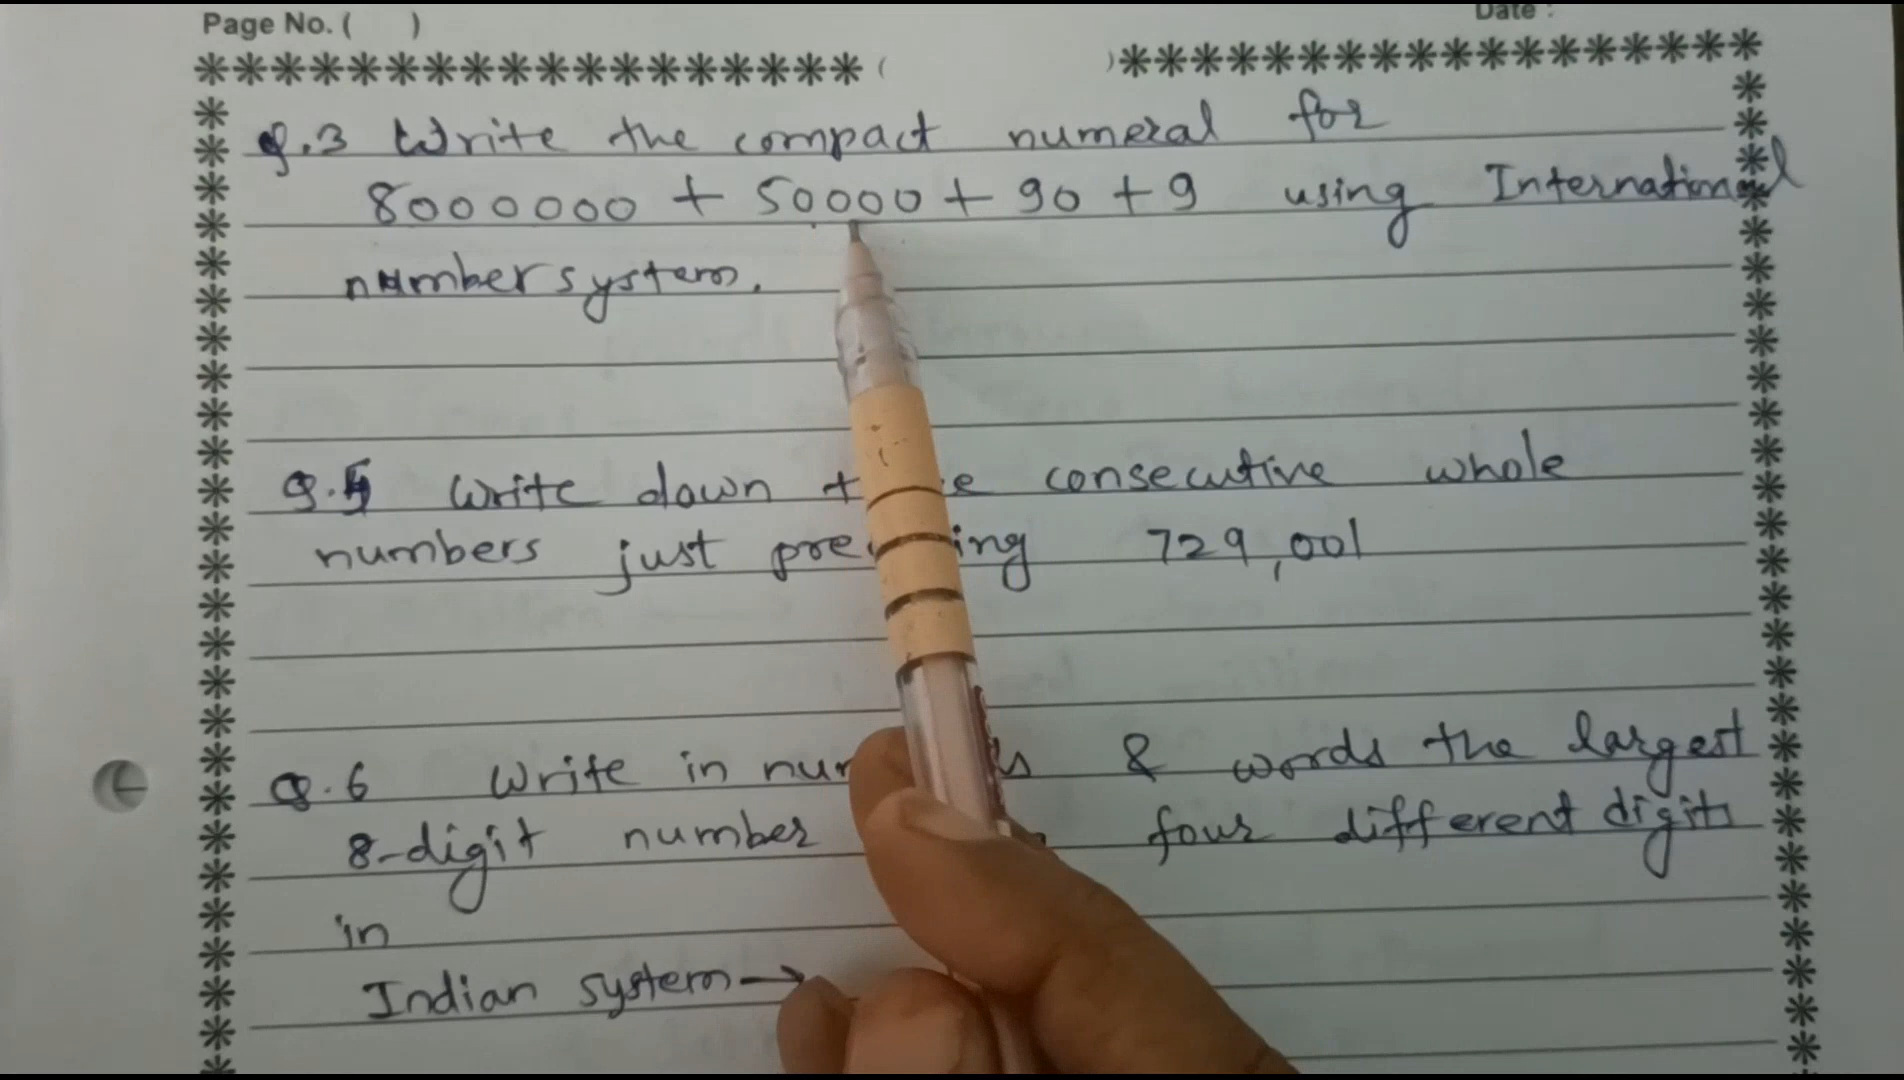 Page No. ( )
Date :
Q.3 Write the compact numeral for
8000000 + 50000 + 90 + 9 using International
number system.
Q.5 Write down consecutive whole
numbers just 729,001
Q.6 Write in & words the largest
8-digit number four different digits
in
Indian system →